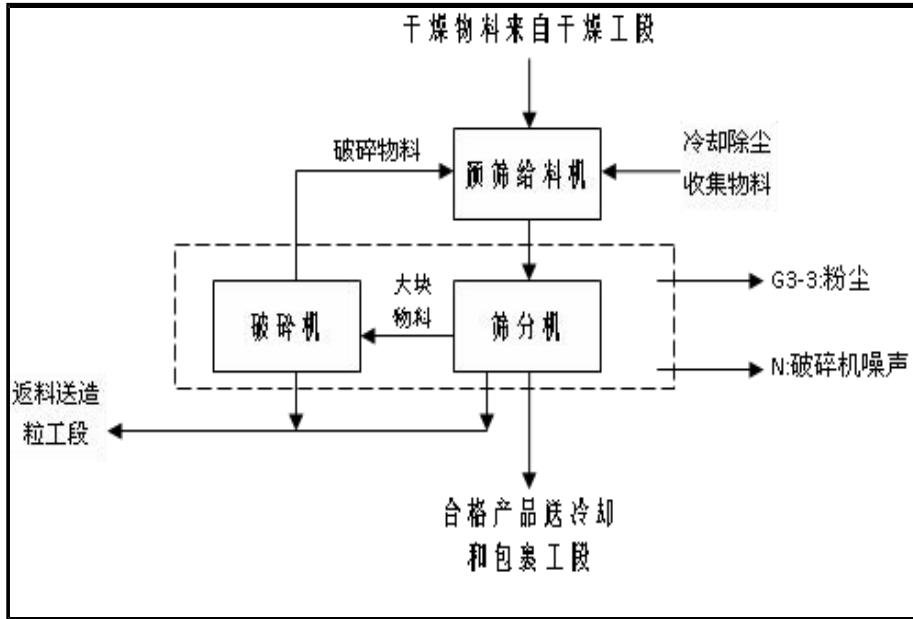 干燥物料来自干燥工段
破碎物料
预筛给料机
冷却除尘
收集物料
大块
物料
破碎机
筛分机
G3-3:粉尘
N:破碎机噪声
返料送造
粒工段
合格产品送冷却
和包裹工段